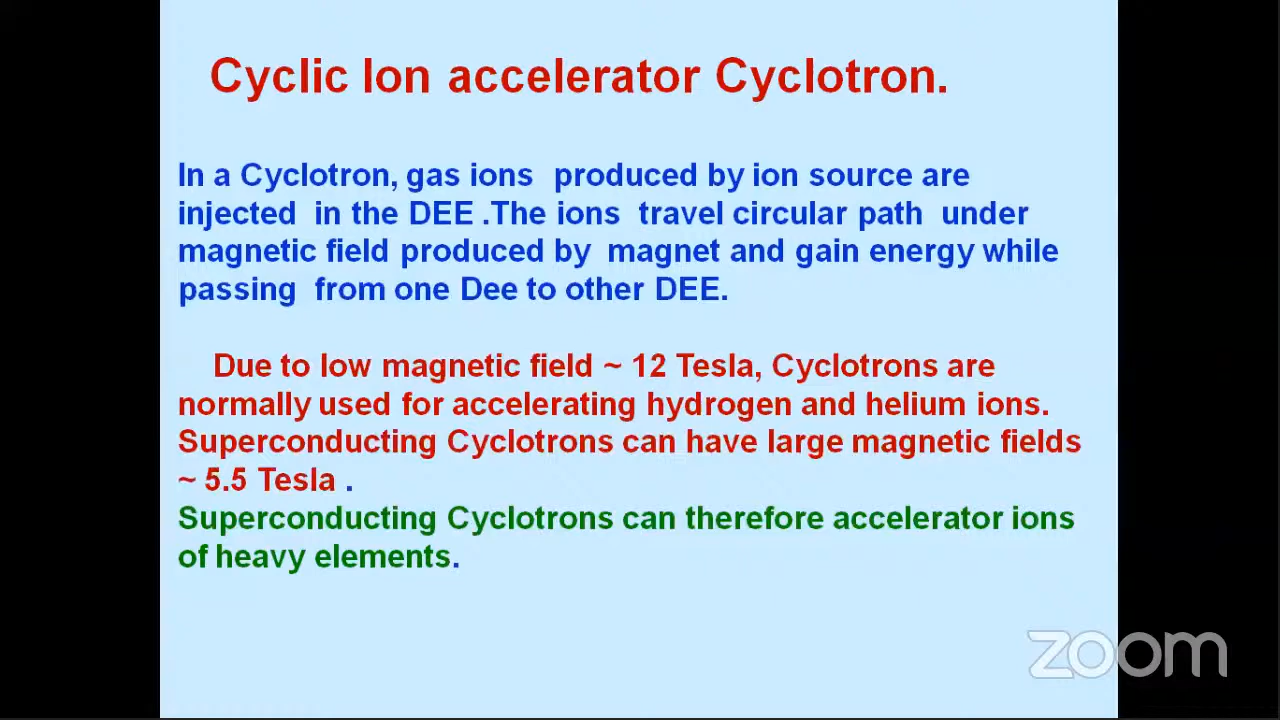 Cyclic Ion accelerator Cyclotron.
In a Cyclotron, gas ions produced by ion source are
injected in the DEE .The ions travel circular path under
magnetic field produced by magnet and gain energy while
passing from one Dee to other DEE.
Due to low magnetic field ~ 12 Tesla, Cyclotrons are
normally used for accelerating hydrogen and helium ions.
Superconducting Cyclotrons can have large magnetic fields
~ 5.5 Tesla .
Superconducting Cyclotrons can therefore accelerator ions
of heavy elements.
zoom